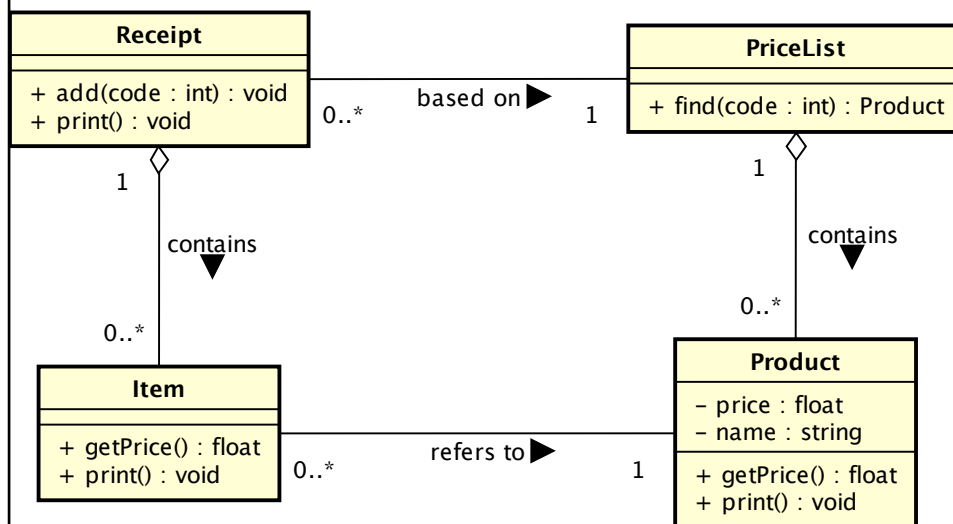 Receipt
+ add(code : int) : void
+ print() : void
PriceList
+ find(code : int) : Product
0..*
based on
1
1
contains
0..*
1
contains
0..*
Item
+ getPrice() : float
+ print() : void
0..*
refers to
1
Product
– price : float
– name : string
+ getPrice() : float
+ print() : void